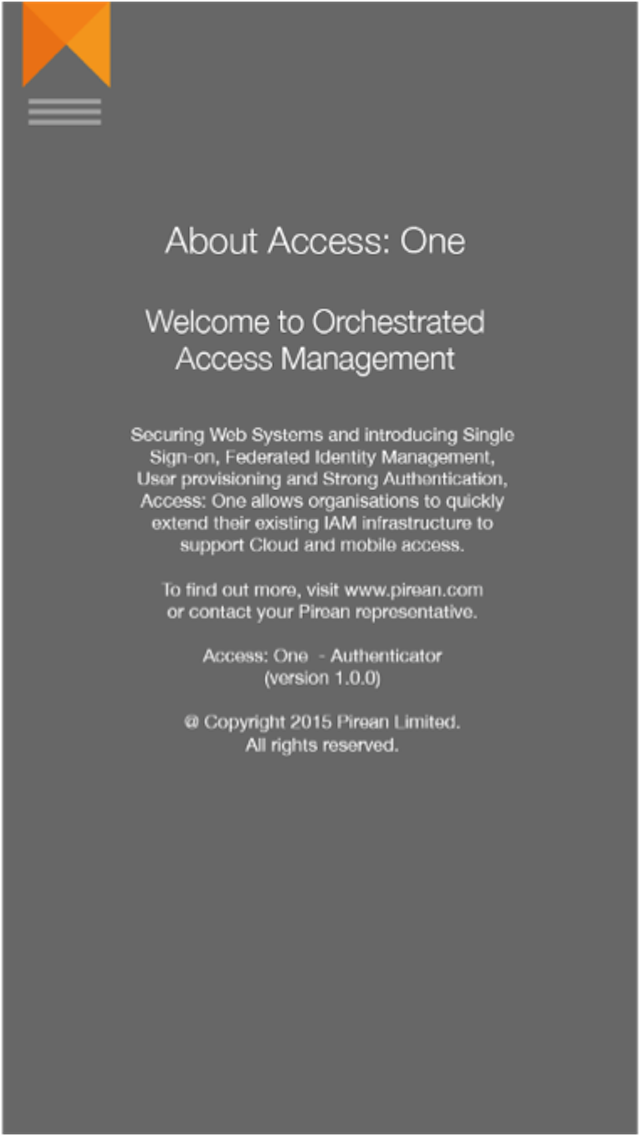 About Access: One
Welcome to Orchestrated
Access Management
Securing Web Systems and introducing Single
Sign-on, Federated Identity Management,
User provisioning and Strong Authentication,
Access: One allows organisations to quickly
extend their existing IAM infrastructure to
support Cloud and mobile access.
To find out more, visit www.pirean.com
or contact your Pirean representative.
Access: One - Authenticator
(version 1.0.0)
@ Copyright 2015 Pirean Limited.
All rights reserved.